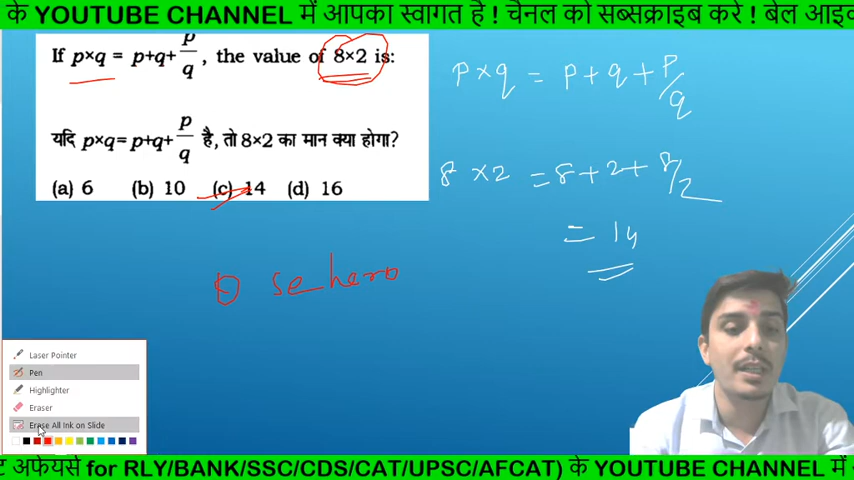 के YOUTUBE CHANNEL में आपका स्वागत है ! चैनल को सब्सक्राइब करे ! बेल आइक
If p×q = p+q+p/q, the value of 8×2 is:
यदि p×q= p+q+p/q है, तो 8×2 का मान क्या होगा?
(a) 6 (b) 10 (c) 14 (d) 16
p×q = p+q+p/q
8×2 = 8+2+8/2
= 14
0 se hero
Laser Pointer
Pen
Highlighter
Eraser
Erase All Ink on Slide
ट अफेयर्स for RLY/BANK/SSC/CDS/CAT/UPSC/AFCAT) के YOUTUBE CHANNEL में